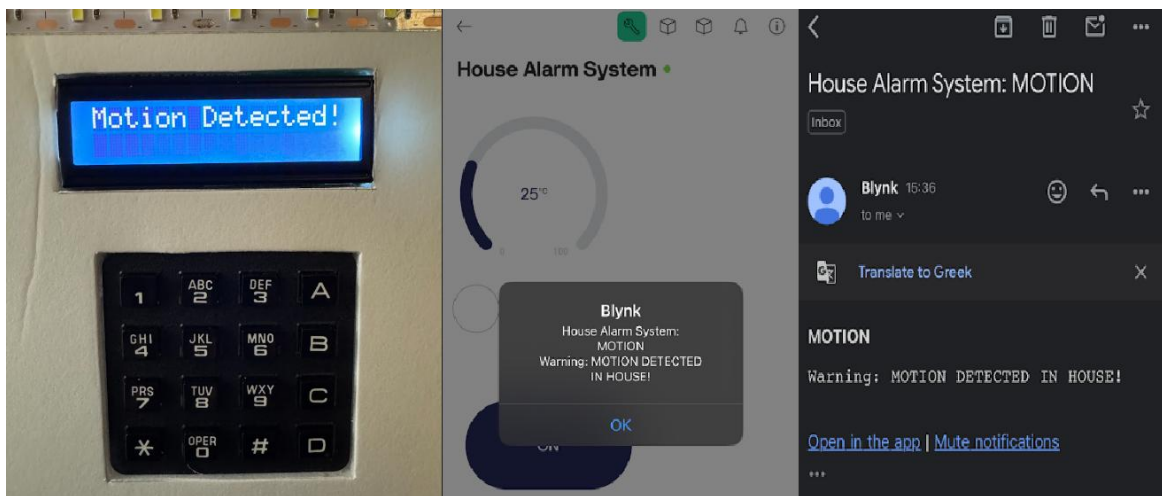 Motion Detected!
1
ABC
2
DEF
3
A
GHI
4
JKL
5
MNO
6
B
PRS
7
TUV
8
WXY
9
C
*
OPER
0
#
D
House Alarm System
25°C
0
100
Blynk
House Alarm System:
MOTION
Warning: MOTION DETECTED
IN HOUSE!
OK
ON
House Alarm System: MOTION
Inbox
Blynk 15:36
to me
Translate to Greek
MOTION
Warning: MOTION DETECTED IN HOUSE!
Open in the app | Mute notifications